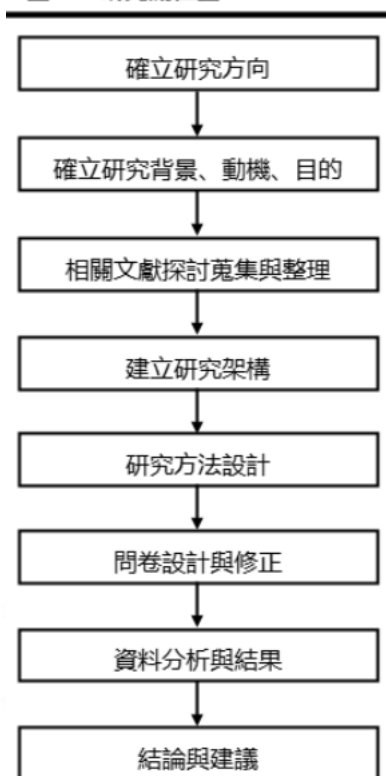 確立研究方向
確立研究背景、動機、目的
相關文獻探討蒐集與整理
建立研究架構
研究方法設計
問卷設計與修正
資料分析與結果
結論與建議